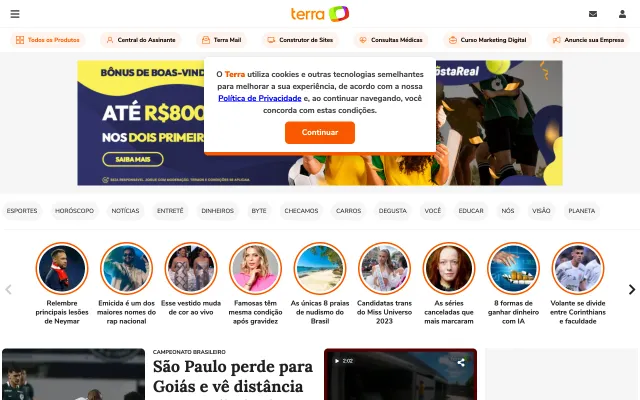 terra
Todos os Produtos
Central do Assinante
Terra Mail
Construtor de Sites
Consultas Médicas
Curso Marketing Digital
Anuncie sua Empresa
BÔNUS DE BOAS-VIND
ATÉ R$800
NOS DOIS PRIMEIR
SAIBA MAIS
ostaReal
O Terra utiliza cookies e outras tecnologias semelhantes
para melhorar a sua experiência, de acordo com a nossa
Política de Privacidade e, ao continuar navegando, você
concorda com estas condições.
Continuar
ESPORTES
HORÓSCOPO
NOTÍCIAS
ENTRETÊ
DINHEIROS
BYTE
CHECAMOS
CARROS
DEGUSTA
VOCÊ
EDUCAR
NÓS
VISÃO
PLANETA
Relembre
principais lesões
de Neymar
Emicida é um dos
maiores nomes do
rap nacional
Esse vestido muda
de cor ao vivo
Famosas têm
mesma condição
após gravidez
As únicas 8 praias
de nudismo do
Brasil
Candidatas trans
do Miss Universo
2023
As séries
canceladas que
mais marcaram
8 formas de
ganhar dinheiro
com IA
Volante se divide
entre Corinthians
e faculdade
CAMPEONATO BRASILEIRO
São Paulo perde para
Goiás e vê distância
2:02